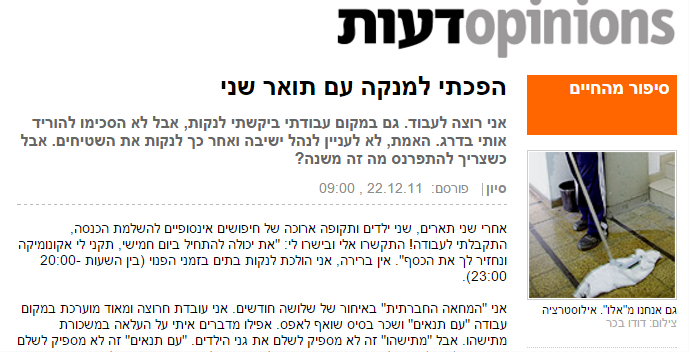 דעותopinions
סיפור מהחיים
הפכתי למנקה עם תואר שני
אני רוצה לעבוד. גם במקום עבודתי ביקשתי לנקות, אבל לא הסכימו להוריד
אותי בדרג. האמת, לא לעניין לנהל ישיבה ואחר כך לנקות את השטיחים. אבל
כשצריך להתפרנס מה זה משנה?
סיון | פורסם: 22.12.11 , 09:00
אחרי שני תארים, שני ילדים ותקופה ארוכה של חיפושים אינסופיים להשלמת הכנסה,
התקבלתי לעבודה! התקשרו אלי ובישרו לי: "את יכולה להתחיל ביום חמישי, תקני לי אקונומיקה
ונחזיר לך את הכסף". אין ברירה, אני הולכת לנקות בתים בזמני הפנוי (בין השעות 20:00-
23:00).
אני "המחאה החברתית" באיחור של שלושה חודשים. אני עובדת חרוצה ומאוד מוערכת במקום
עבודה "עם תנאים" ושכר בסיס שואף לאפס. אפילו מדברים איתי על העלאה במשכורת
מתישהו. אבל "מתישהו" זה לא מספיק לשלם את גני הילדים. "עם תנאים" זה לא מספיק לשלם
גם אנחנו מ"אלו". אילוסטרציה
צילום: דודו בכר